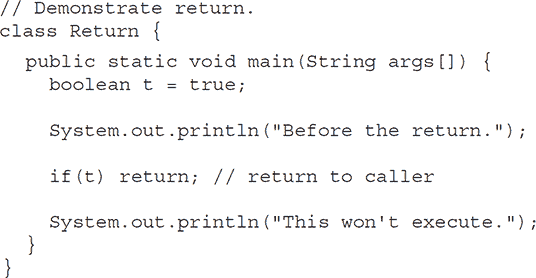 // Demonstrate return.
class Return {
  public static void main(String args[]) {
    boolean t = true;

    System.out.println("Before the return.");

    if(t) return; // return to caller

    System.out.println("This won't execute.");
  }
}